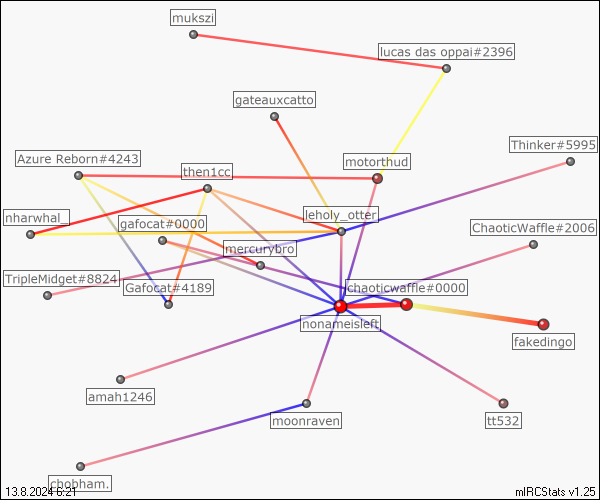 mukszi
lucas das oppai#2396
gateauxcatto
Thinker#5995
Azure Reborn#4243
motorthud
then1cc
nharwhal_
gafocat#0000
leholy_otter
ChaoticWaffle#2006
mercurybro
TripleMidget#8824
Gafocat#4189
chaoticwaffle#0000
nonameisleft
fakedingo
amah1246
moonraven
tt532
chobham.
13.8.2024 6:21
mIRCStats v1.25